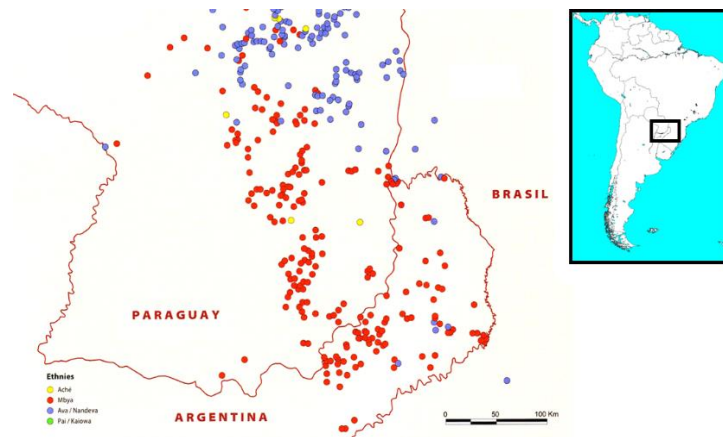 BRASIL
PARAGUAY
Ethnies
Aché
Mbya
Ava / Nandeva
Pai / Kaiowa
ARGENTINA
0 50 100 Km